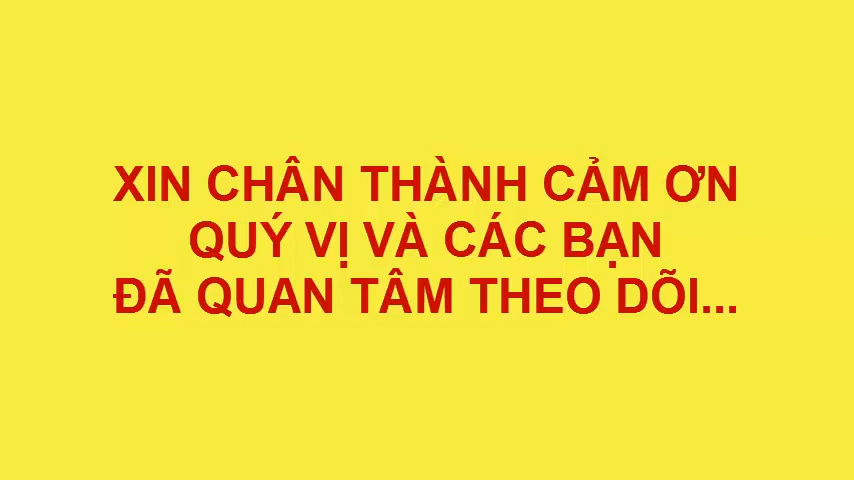 XIN CHÂN THÀNH CẢM ƠN
QUÝ VỊ VÀ CÁC BẠN
ĐÃ QUAN TÂM THEO DÕI...